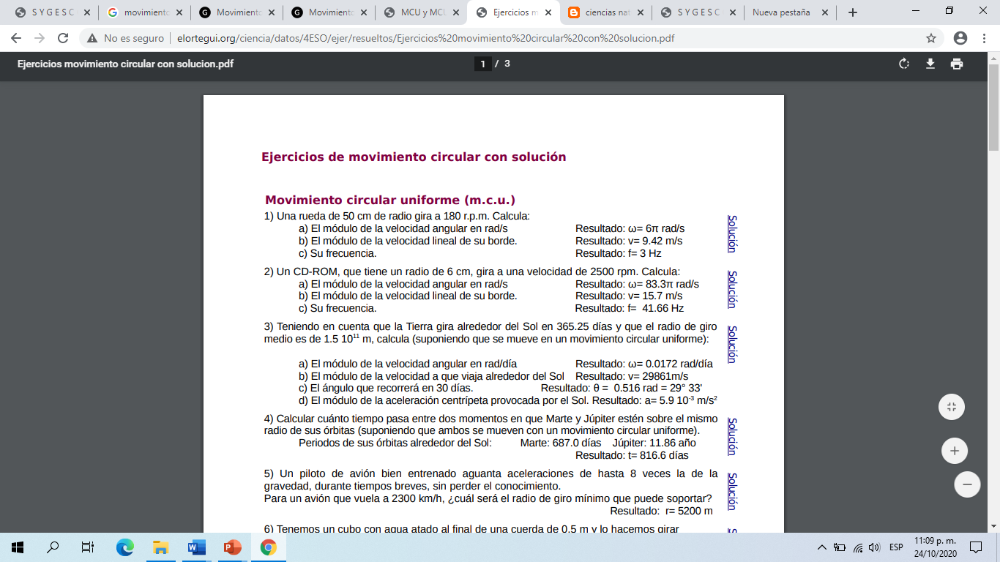 S Y G E S C
movimiento
Movimiento
Movimiento
MCU y MCU
Ejercicios m
ciencias nat
S Y G E S C
Nueva pestaña
No es seguro | elortegui.org/ciencia/datos/4ESO/ejer/resueltos/Ejercicios%20movimiento%20circular%20con%20solucion.pdf
Ejercicios movimiento circular con solucion.pdf
1 / 3
Ejercicios de movimiento circular con solución
Movimiento circular uniforme (m.c.u.)
1) Una rueda de 50 cm de radio gira a 180 r.p.m. Calcula:
a) El módulo de la velocidad angular en rad/s Resultado: ω= 6π rad/s
b) El módulo de la velocidad lineal de su borde. Resultado: v= 9.42 m/s
c) Su frecuencia. Resultado: f= 3 Hz
Solución
2) Un CD-ROM, que tiene un radio de 6 cm, gira a una velocidad de 2500 rpm. Calcula:
a) El módulo de la velocidad angular en rad/s Resultado: ω= 83.3π rad/s
b) El módulo de la velocidad lineal de su borde. Resultado: v= 15.7 m/s
c) Su frecuencia. Resultado: f= 41.66 Hz
Solución
3) Teniendo en cuenta que la Tierra gira alrededor del Sol en 365.25 días y que el radio de giro
medio es de 1.5 10¹¹ m, calcula (suponiendo que se mueve en un movimiento circular uniforme):
Solución
a) El módulo de la velocidad angular en rad/día Resultado: ω= 0.0172 rad/día
b) El módulo de la velocidad a que viaja alrededor del Sol Resultado: v= 29861m/s
c) El ángulo que recorrerá en 30 días. Resultado: θ = 0.516 rad = 29° 33'
d) El módulo de la aceleración centrípeta provocada por el Sol. Resultado: a= 5.9 10⁻³ m/s²
4) Calcular cuánto tiempo pasa entre dos momentos en que Marte y Júpiter estén sobre el mismo
radio de sus órbitas (suponiendo que ambos se mueven con un movimiento circular uniforme).
Periodos de sus órbitas alrededor del Sol: Marte: 687.0 días Júpiter: 11.86 año
Resultado: t= 816.6 días
Solución
5) Un piloto de avión bien entrenado aguanta aceleraciones de hasta 8 veces la de la
gravedad, durante tiempos breves, sin perder el conocimiento.
Para un avión que vuela a 2300 km/h, ¿cuál será el radio de giro mínimo que puede soportar?
Resultado: r= 5200 m
Solución
6) Tenemos un cubo con agua atado al final de una cuerda de 0.5 m y lo hacemos girar
ESP
11:09 p. m.
24/10/2020